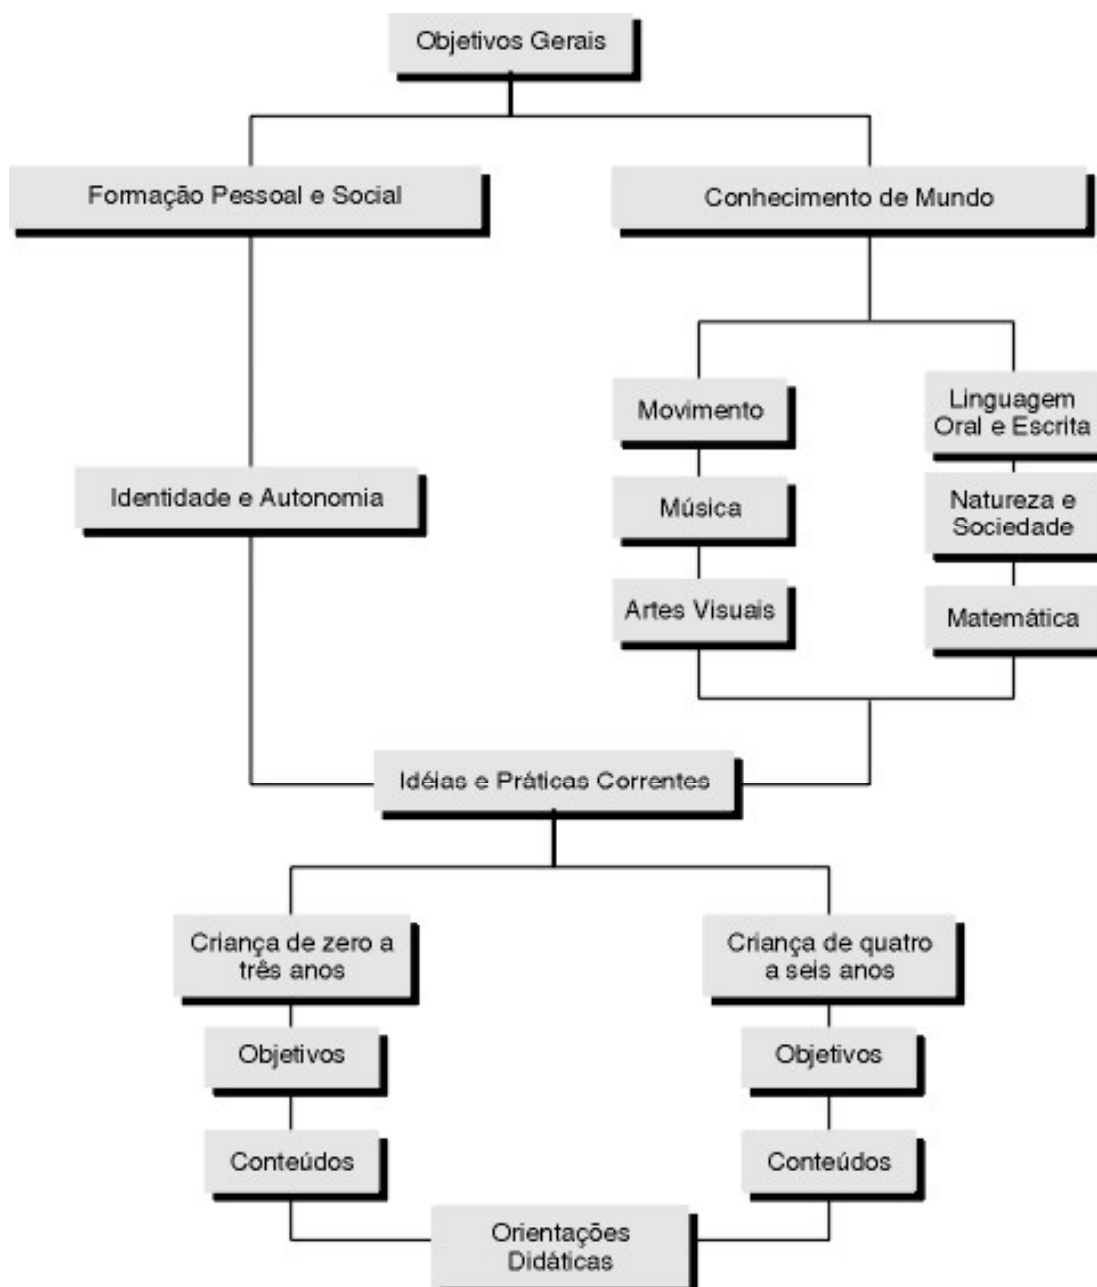 Objetivos Gerais
Formação Pessoal e Social
Conhecimento de Mundo
Movimento
Música
Artes Visuais
Linguagem
Oral e Escrita
Natureza e
Sociedade
Matemática
Identidade e Autonomia
Idéias e Práticas Correntes
Criança de zero a
três anos
Objetivos
Conteúdos
Criança de quatro
a seis anos
Objetivos
Conteúdos
Orientações
Didáticas